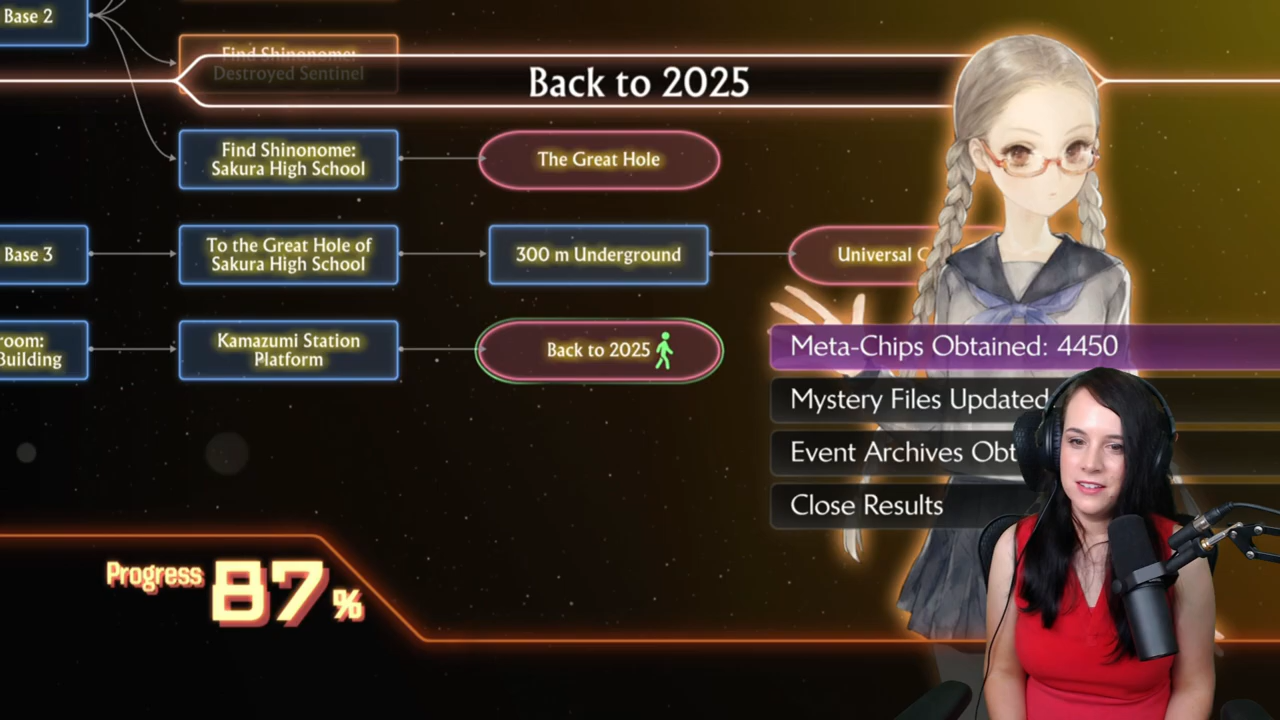 Base 2
Find Shinonome:
Destroyed Sentinel
Back to 2025
Find Shinonome:
Sakura High School
The Great Hole
Base 3
To the Great Hole of
Sakura High School
300 m Underground
Universal
room:
Building
Kamazumi Station
Platform
Back to 2025
Meta-Chips Obtained: 4450
Mystery Files Updated
Event Archives
Close Results
Progress 87%